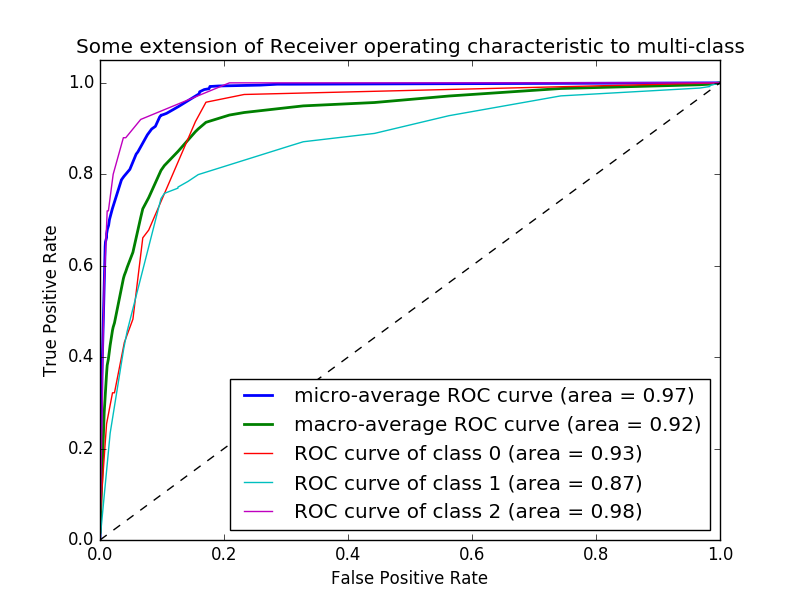 Some extension of Receiver operating characteristic to multi-class
1.0
0.8
0.6
0.4
0.2
0.0
True Positive Rate
micro-average ROC curve (area = 0.97)
macro-average ROC curve (area = 0.92)
ROC curve of class 0 (area = 0.93)
ROC curve of class 1 (area = 0.87)
ROC curve of class 2 (area = 0.98)
0.0 0.2 0.4 0.6 0.8 1.0
False Positive Rate